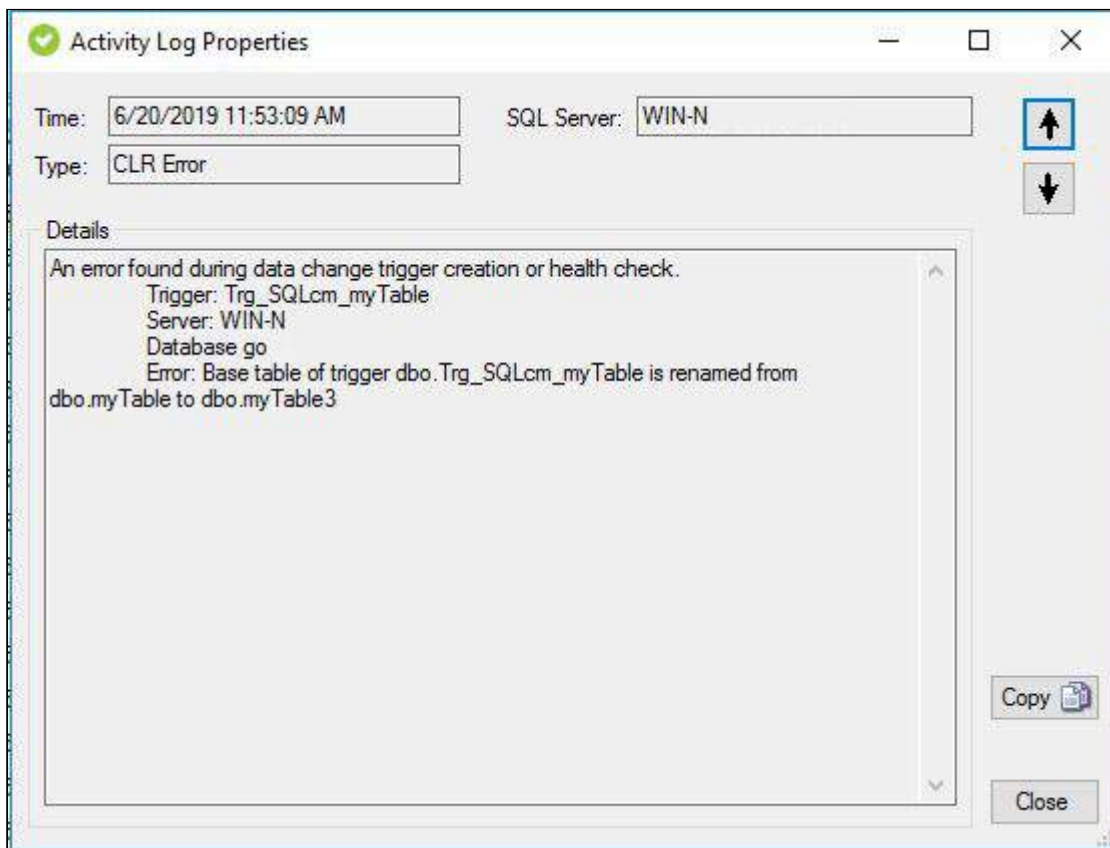 Activity Log Properties
Time: 6/20/2019 11:53:09 AM SQL Server: WIN-N
Type: CLR Error
Details
An error found during data change trigger creation or health check.
Trigger: Trg_SQLcm_myTable
Server: WIN-N
Database go
Error: Base table of trigger dbo.Trg_SQLcm_myTable is renamed from
dbo.myTable to dbo.myTable3
Copy
Close